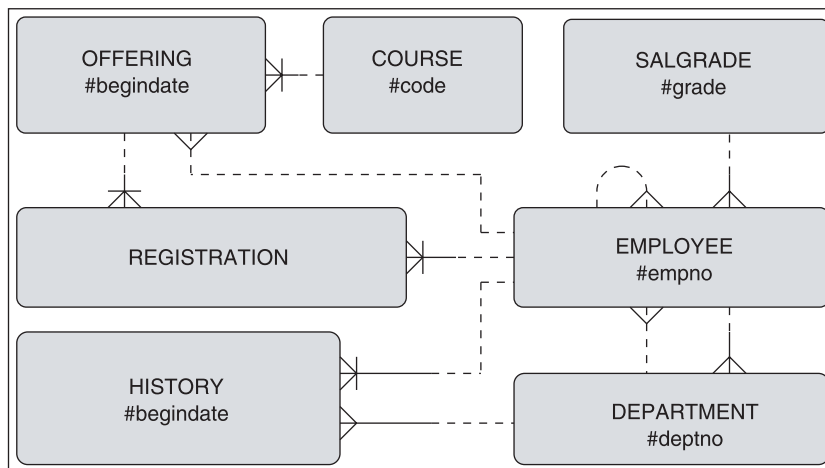 OFFERING
#begindate
COURSE
#code
SALGRADE
#grade
REGISTRATION
EMPLOYEE
#empno
HISTORY
#begindate
DEPARTMENT
#deptno